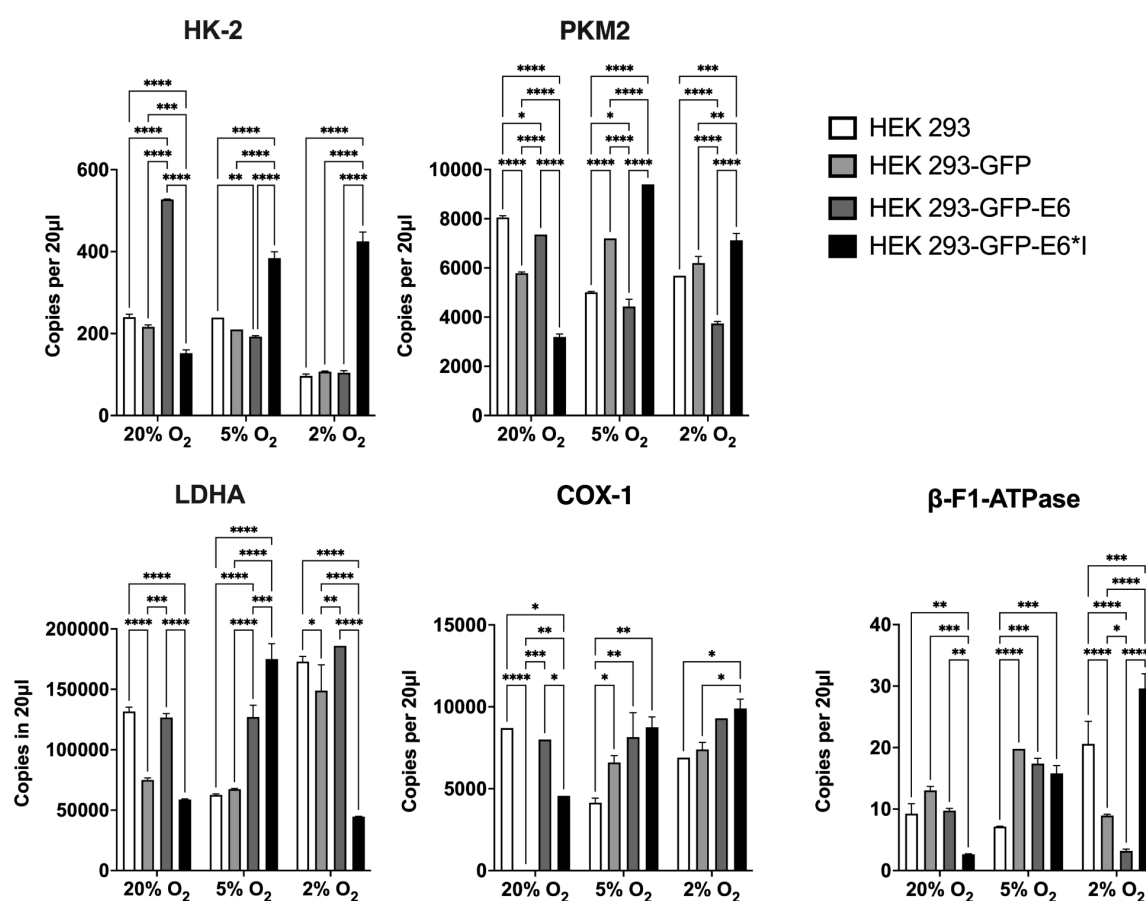 HK-2
****
***
**** **** ****
**** **** ****
**** ** **** ****
Copies per 20µl
600
400
200
0
20% O₂ 5% O₂ 2% O₂
PKM2
**** **** ***
**** **** ****
* * **
**** **** ****
**** **** **** **** ****
Copies per 20µl
10000
8000
6000
4000
2000
0
20% O₂ 5% O₂ 2% O₂
HEK 293
HEK 293-GFP
HEK 293-GFP-E6
HEK 293-GFP-E6*I
LDHA
****
**** ****
**** **** ****
*** *** **
**** **** **** * ****
Copies in 20µl
200000
150000
100000
50000
0
20% O₂ 5% O₂ 2% O₂
COX-1
*
** **
*** ** *
**** * * *
Copies per 20µl
15000
10000
5000
0
20% O₂ 5% O₂ 2% O₂
β-F1-ATPase
***
****
** *** ****
*** *** *
** **** **** ****
Copies per 20µl
40
30
20
10
0
20% O₂ 5% O₂ 2% O₂